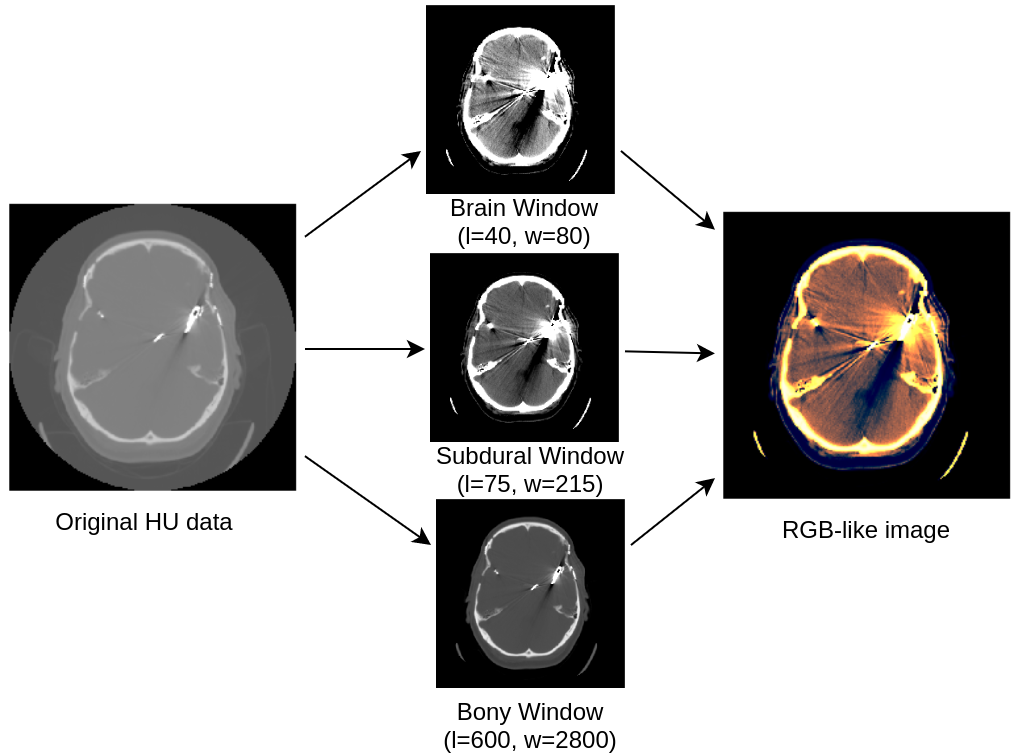 Original HU data
Brain Window
(l=40, w=80)
Subdural Window
(l=75, w=215)
Bony Window
(l=600, w=2800)
RGB-like image